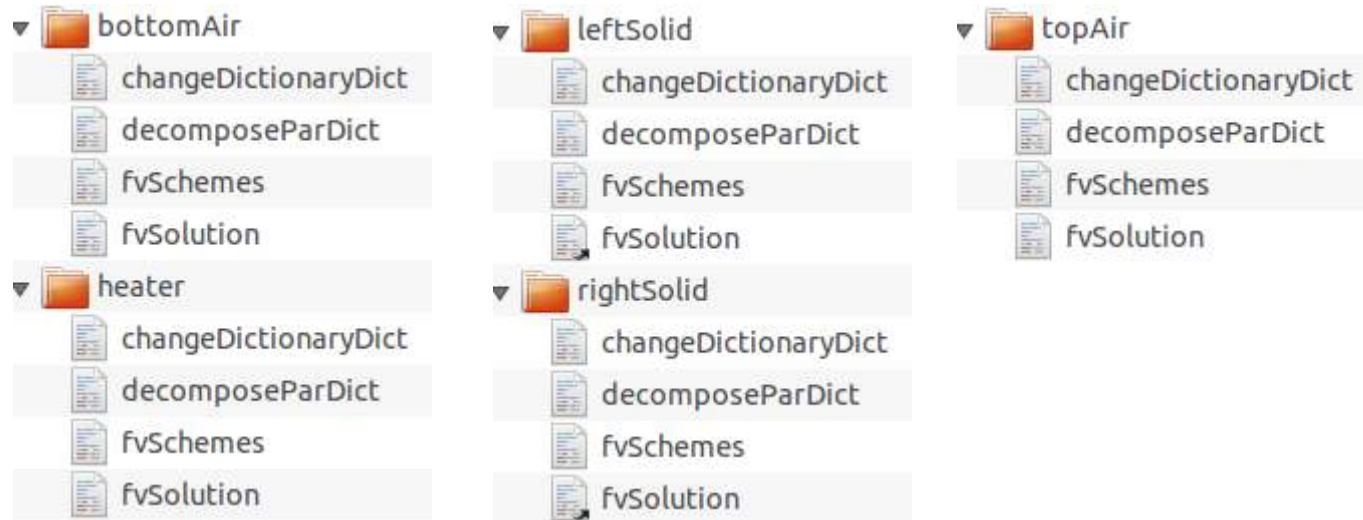 bottomAir
changeDictionaryDict
decomposeParDict
fvSchemes
fvSolution
heater
changeDictionaryDict
decomposeParDict
fvSchemes
fvSolution
leftSolid
changeDictionaryDict
decomposeParDict
fvSchemes
fvSolution
rightSolid
changeDictionaryDict
decomposeParDict
fvSchemes
fvSolution
topAir
changeDictionaryDict
decomposeParDict
fvSchemes
fvSolution